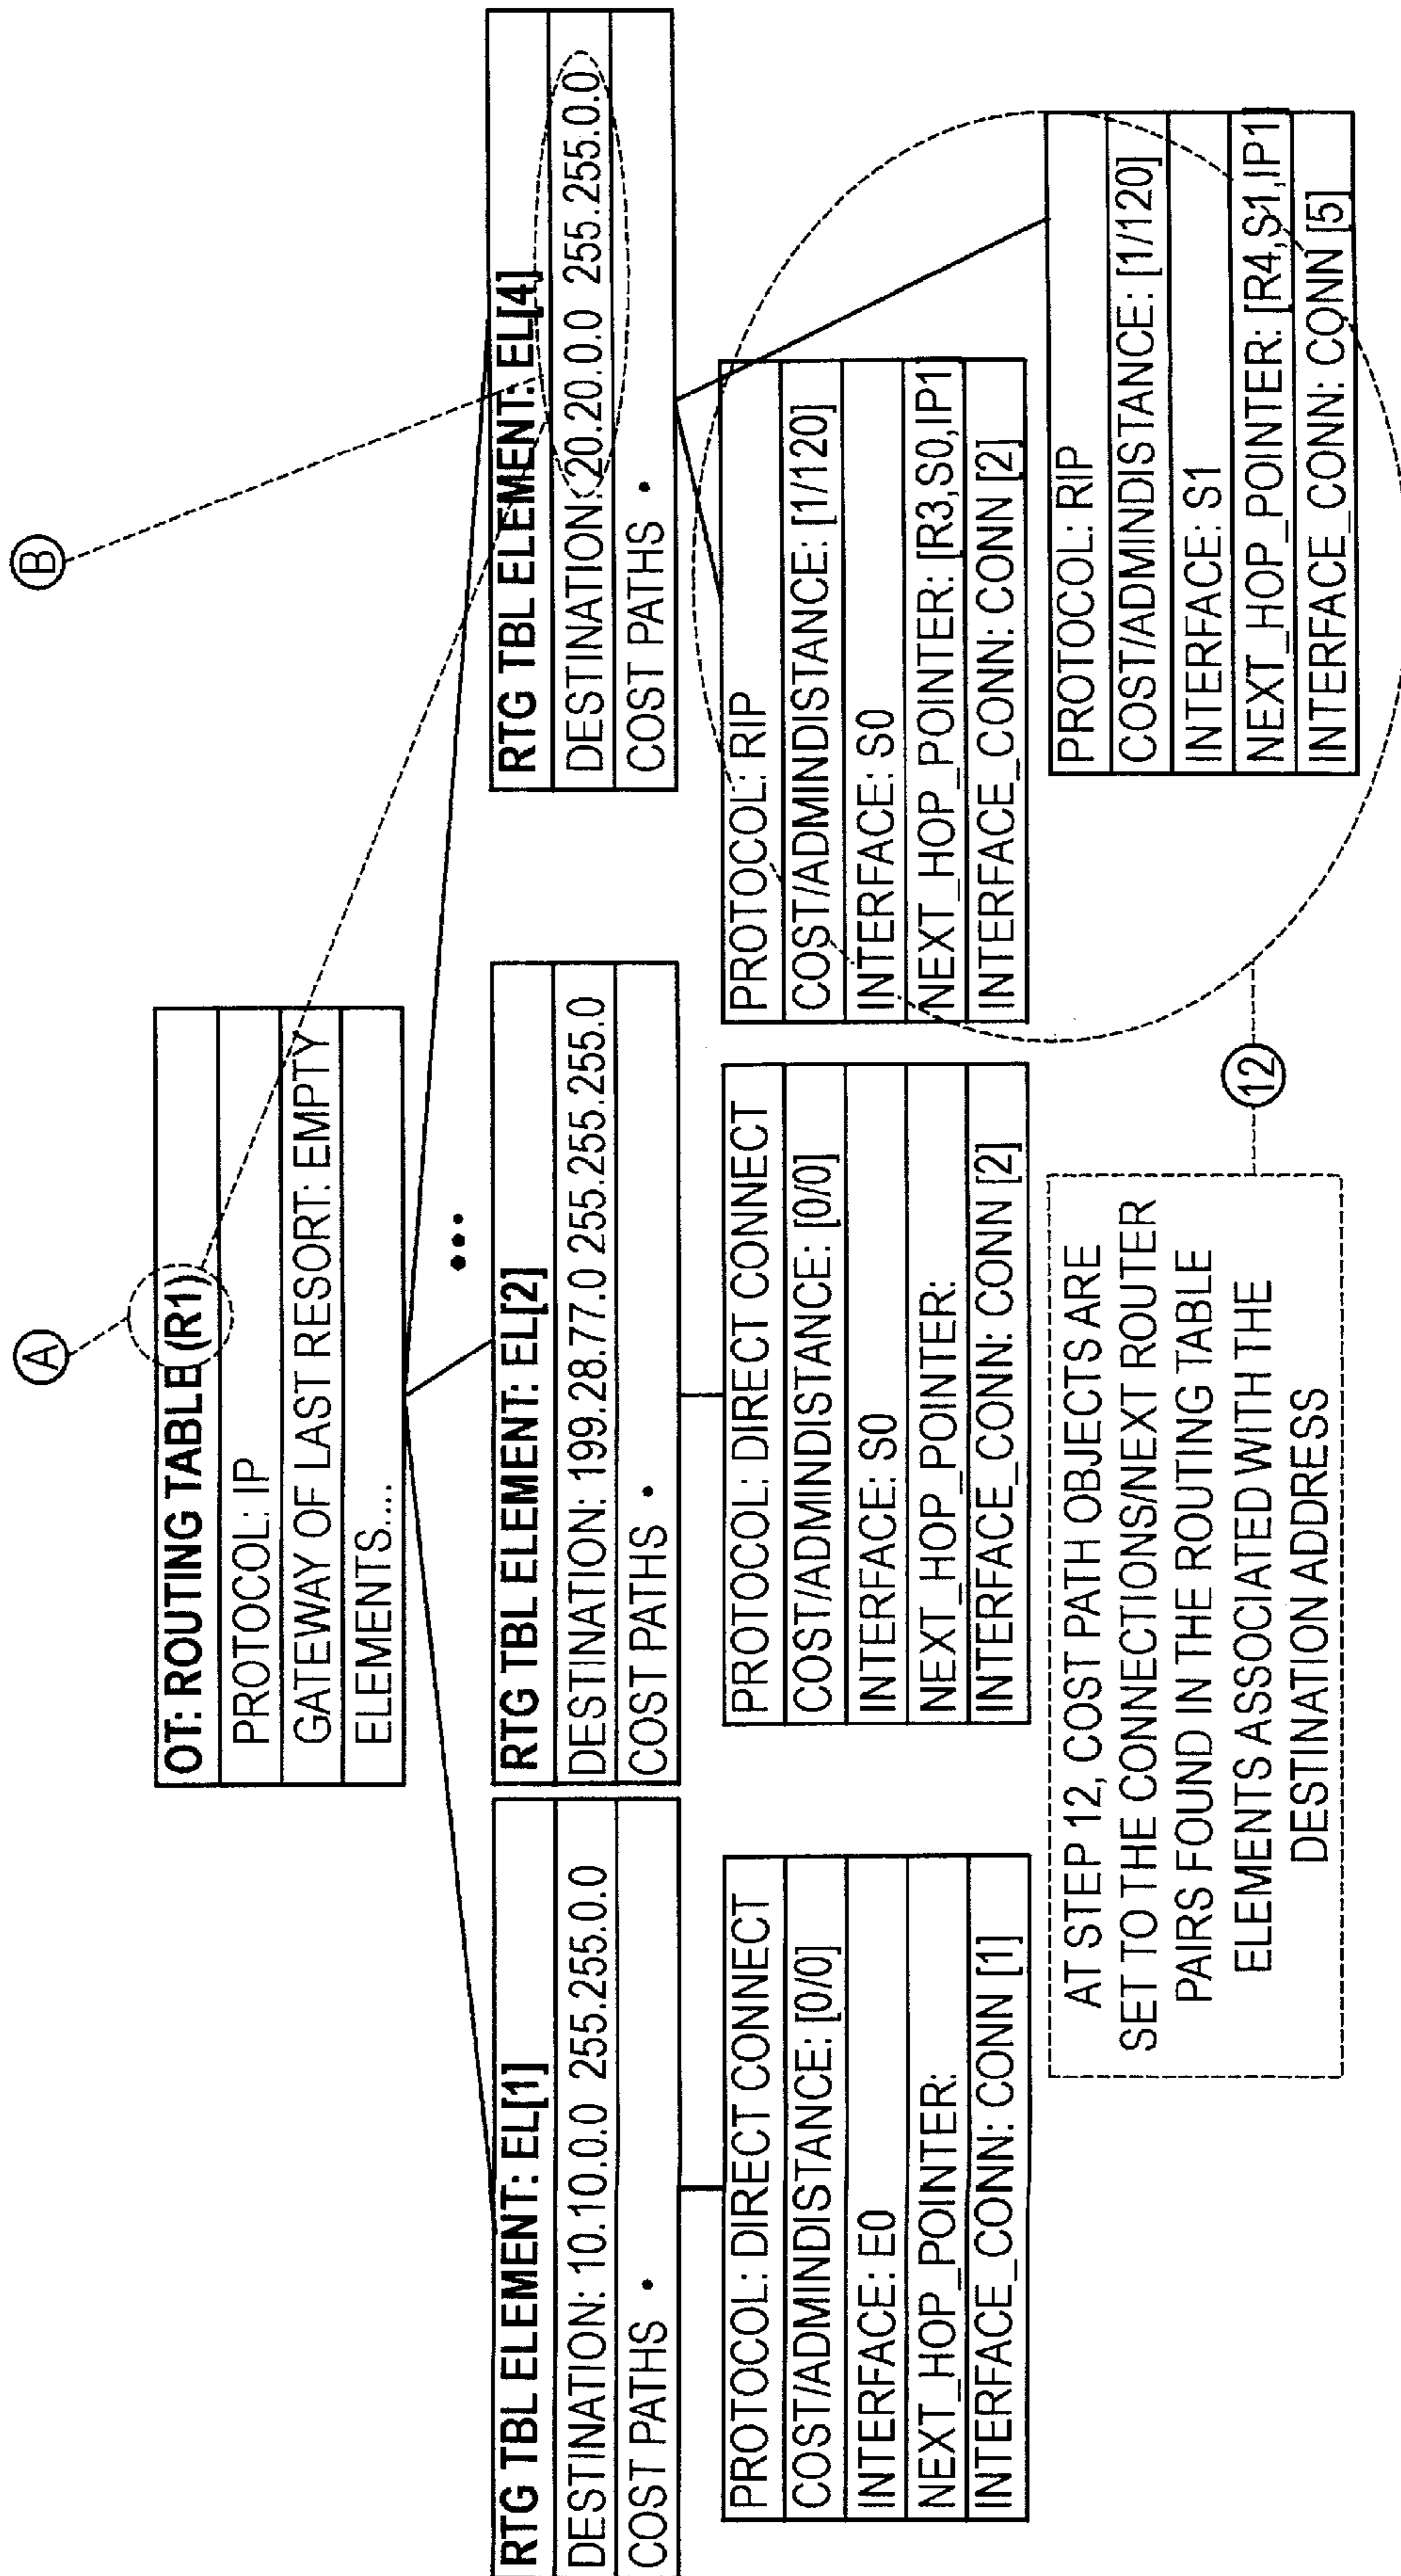 A
B
OT: ROUTING TABLE (R1)
PROTOCOL: IP
GATEWAY OF LAST RESORT: EMPTY
ELEMENTS....
RTG TBL ELEMENT: EL[1]
DESTINATION: 10.10.0.0 255.255.0.0
COST PATHS •
PROTOCOL: DIRECT CONNECT
COST/ADMINDISTANCE: [0/0]
INTERFACE: E0
NEXT_HOP_POINTER:
INTERFACE_CONN: CONN [1]
•••
RTG TBL ELEMENT: EL[2]
DESTINATION: 199.28.77.0 255.255.255.0
COST PATHS •
PROTOCOL: DIRECT CONNECT
COST/ADMINDISTANCE: [0/0]
INTERFACE: S0
NEXT_HOP_POINTER:
INTERFACE_CONN: CONN [2]
RTG TBL ELEMENT: EL[4]
DESTINATION: 20.20.0.0 255.255.0.0
COST PATHS •
PROTOCOL: RIP
COST/ADMINDISTANCE: [1/120]
INTERFACE: S0
NEXT_HOP_POINTER: [R3,S0,IP1
INTERFACE_CONN: CONN [2]
PROTOCOL: RIP
COST/ADMINDISTANCE: [1/120]
INTERFACE: S1
NEXT_HOP_POINTER: [R4,S1,IP1
INTERFACE_CONN: CONN [5]
AT STEP 12, COST PATH OBJECTS ARE
SET TO THE CONNECTIONS/NEXT ROUTER
PAIRS FOUND IN THE ROUTING TABLE
ELEMENTS ASSOCIATED WITH THE
DESTINATION ADDRESS
12